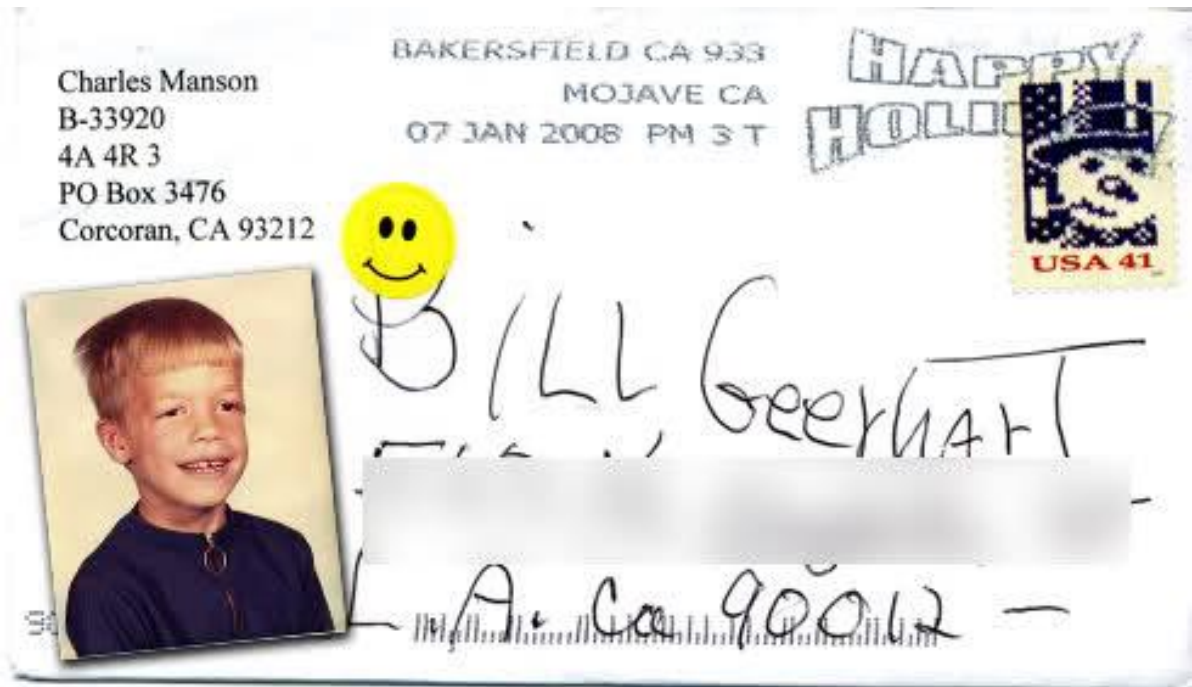 Charles Manson
B-33920
4A 4R 3
PO Box 3476
Corcoran, CA 93212
BAKERSFIELD CA 933
MOJAVE CA
07 JAN 2008 PM 3 T
HAPPY
USA 41
BILL GeerHArT
L.A. Ca 90012 -